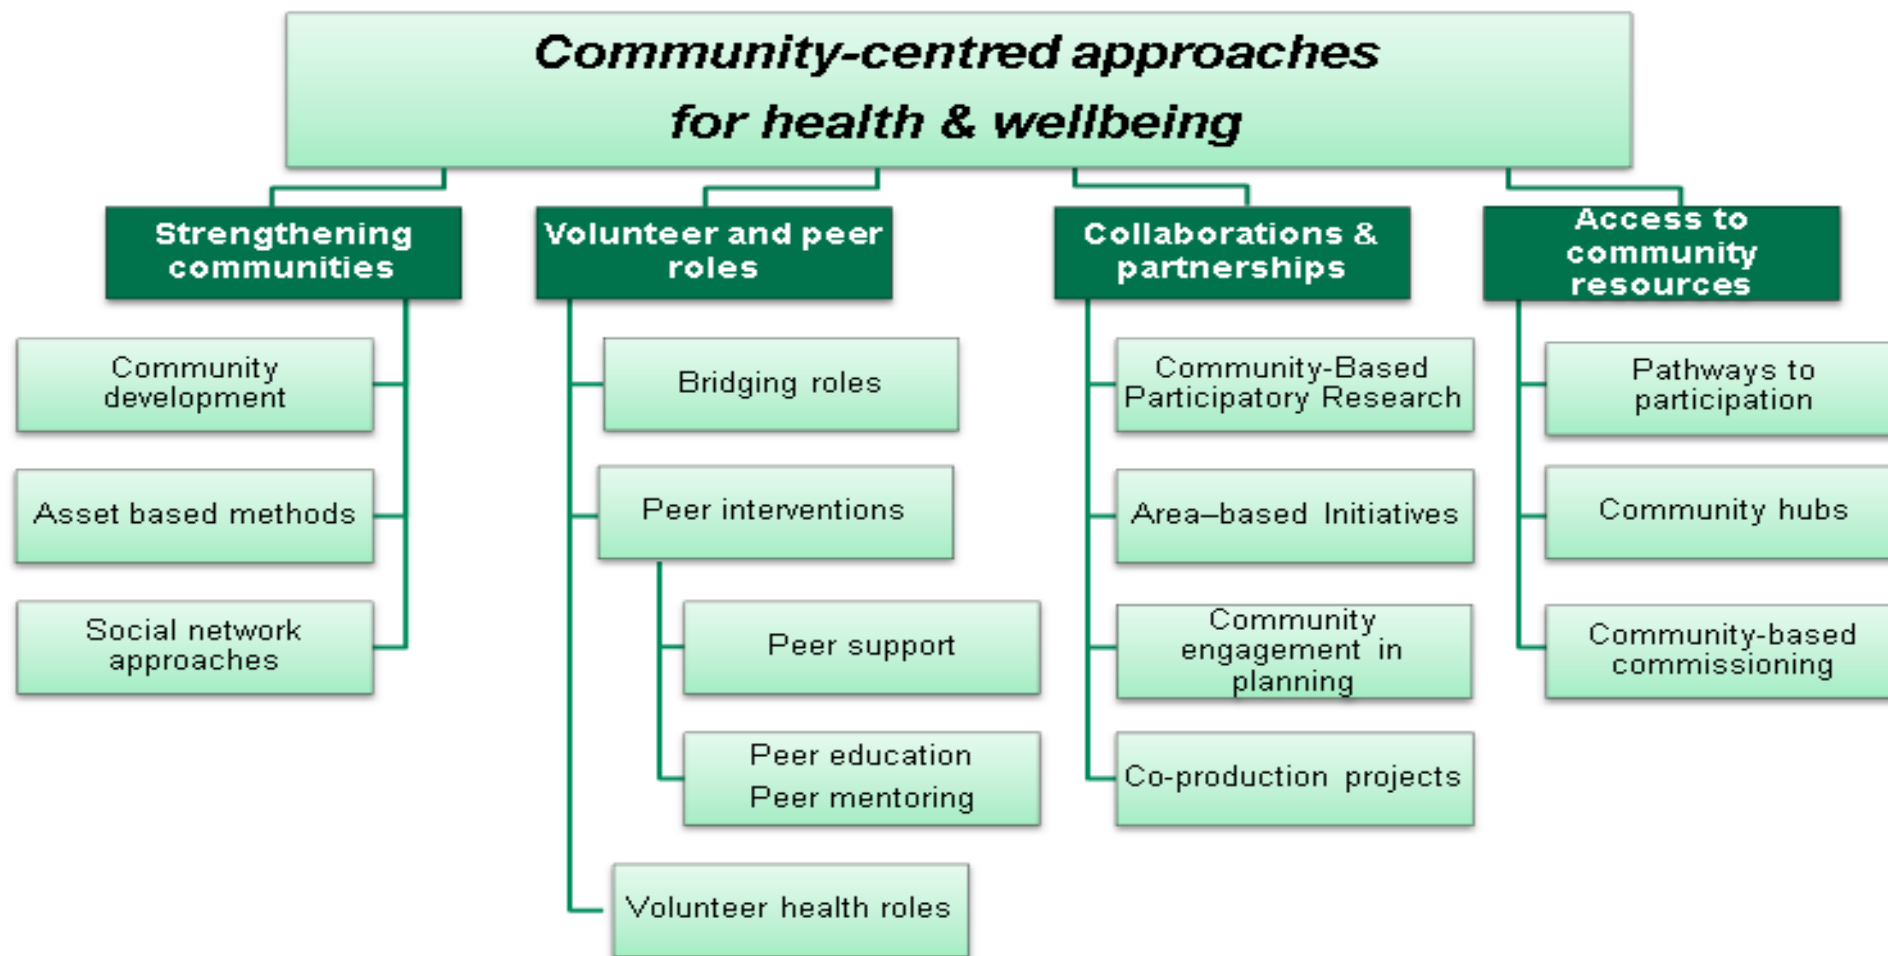 Community-centred approaches
for health & wellbeing
Strengthening
communities
Community
development
Asset based methods
Social network
approaches
Volunteer and peer
roles
Bridging roles
Peer interventions
Peer support
Peer education
Peer mentoring
Volunteer health roles
Collaborations &
partnerships
Community-Based
Participatory Research
Area–based Initiatives
Community
engagement in
planning
Co-production projects
Access to
community
resources
Pathways to
participation
Community hubs
Community-based
commissioning